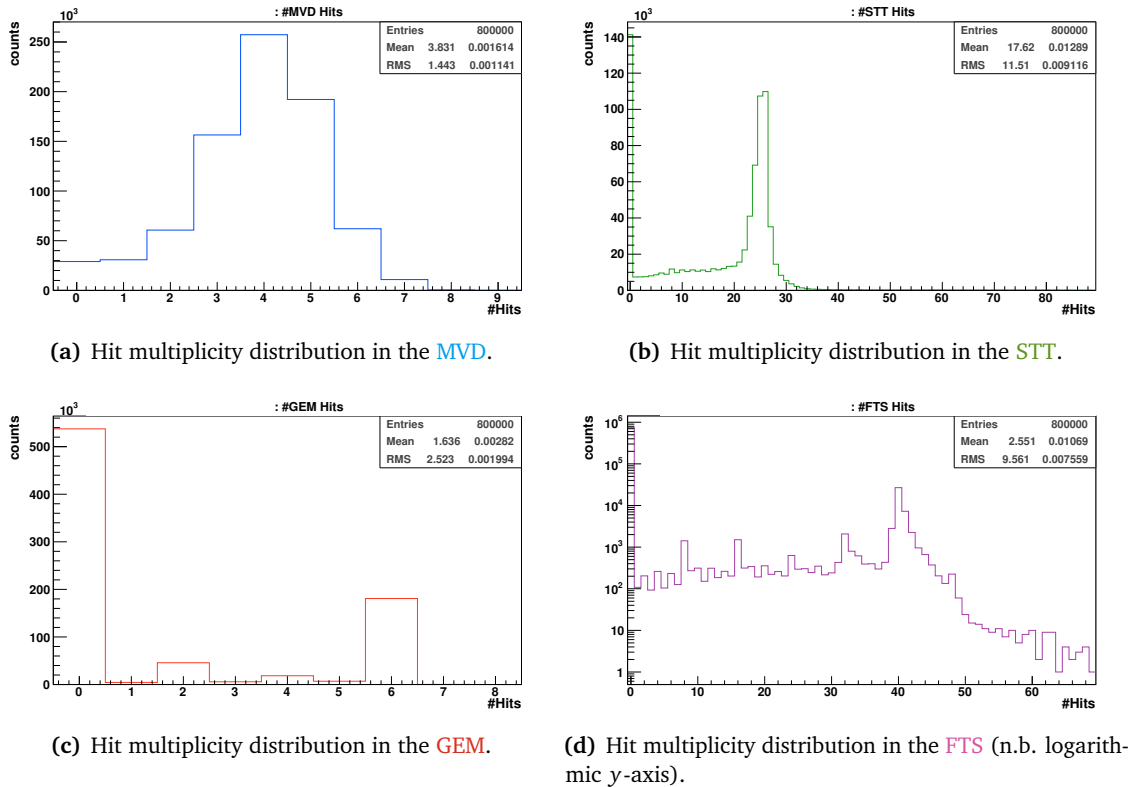 : #MVD Hits
×10³
counts
250
200
150
100
50
0
0 1 2 3 4 5 6 7 8 9
#Hits
Entries 800000
Mean 3.831 0.001614
RMS 1.443 0.001141
(a) Hit multiplicity distribution in the MVD.
: #STT Hits
×10³
counts
140
120
100
80
60
40
20
0
0 10 20 30 40 50 60 70 80
#Hits
Entries 800000
Mean 17.62 0.01289
RMS 11.51 0.009116
(b) Hit multiplicity distribution in the STT.
: #GEM Hits
×10³
counts
500
400
300
200
100
0
0 1 2 3 4 5 6 7 8
#Hits
Entries 800000
Mean 1.636 0.00282
RMS 2.523 0.001994
(c) Hit multiplicity distribution in the GEM.
: #FTS Hits
counts
10⁶
10⁵
10⁴
10³
10²
10
1
0 10 20 30 40 50 60
#Hits
Entries 800000
Mean 2.551 0.01069
RMS 9.561 0.007559
(d) Hit multiplicity distribution in the FTS (n.b. logarith-
mic y-axis).